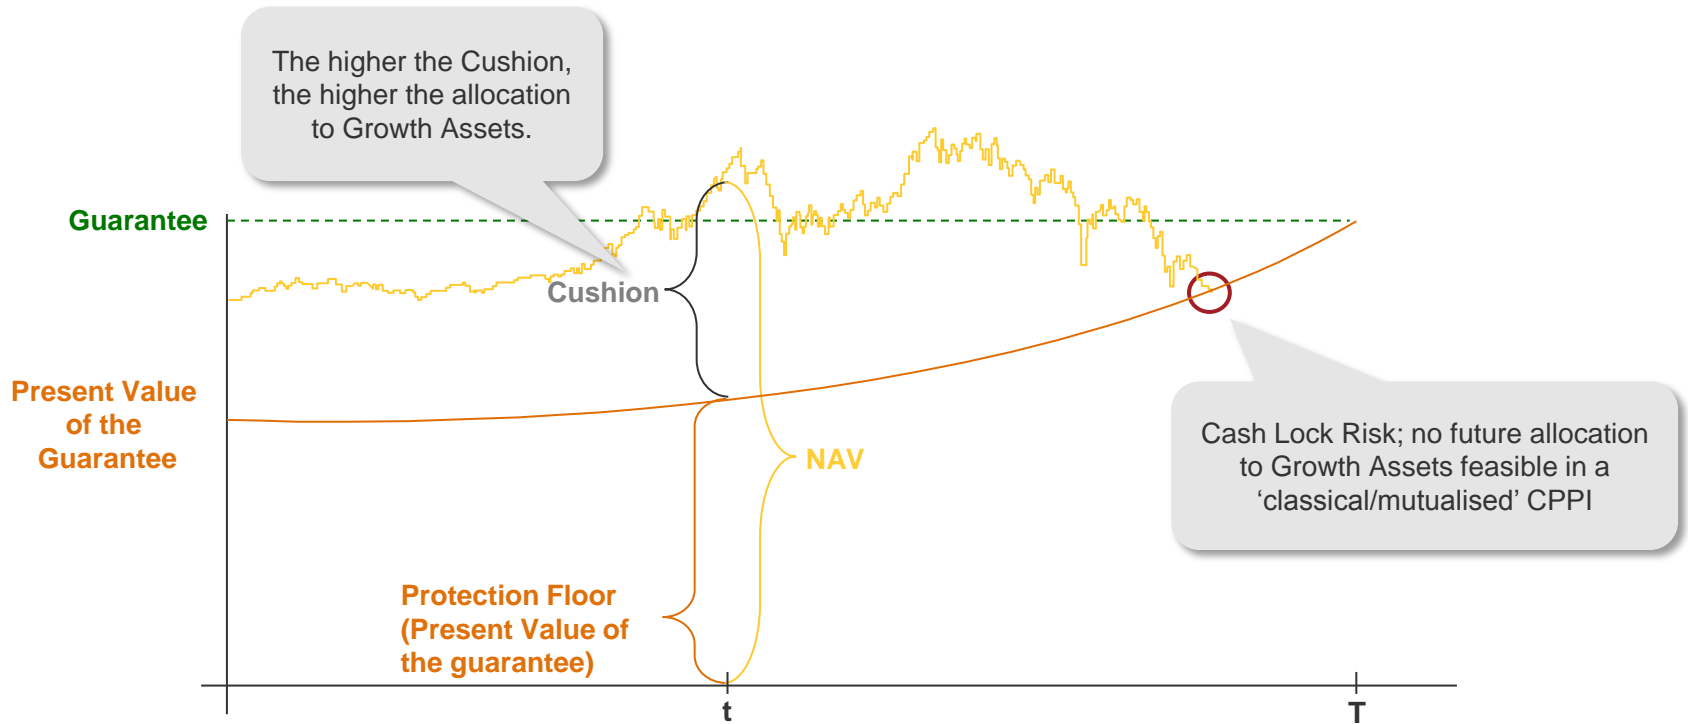 The higher the Cushion,
the higher the allocation
to Growth Assets.
Guarantee
Cushion
Present Value
of the
Guarantee
NAV
Cash Lock Risk; no future allocation
to Growth Assets feasible in a
‘classical/mutualised’ CPPI
Protection Floor
(Present Value of
the guarantee)
t
T